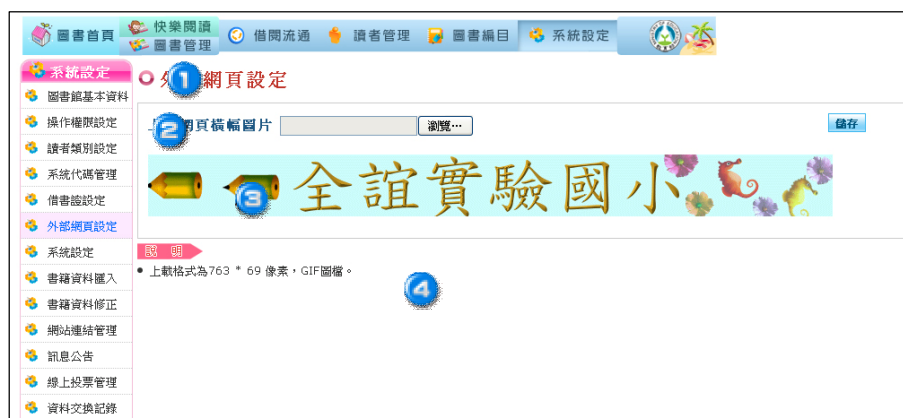 圖書首頁
快樂閱讀
圖書管理
借閱流通
讀者管理
圖書編目
系統設定
系統設定
圖書館基本資料
操作權限設定
讀者類別設定
系統代碼管理
借書證設定
外部網頁設定
系統設定
書籍資料匯入
書籍資料修正
網站連結管理
訊息公告
線上投票管理
資料交換記錄
1
網頁設定
2
網頁橫幅圖片
瀏覽…
儲存
3
全誼實驗國小
說 明
上載格式為763 * 69 像素，GIF圖檔。
4